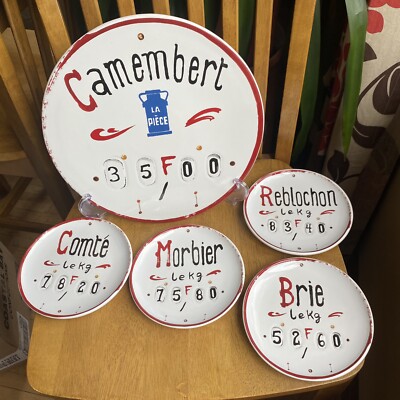 Camembert
LA
PIÈCE
35F00
/
Reblochon
Le Kg
83F40
/
Comté
Le Kg
78F20
/
Morbier
Le Kg
75F80
/
Brie
Le Kg
52F60
/